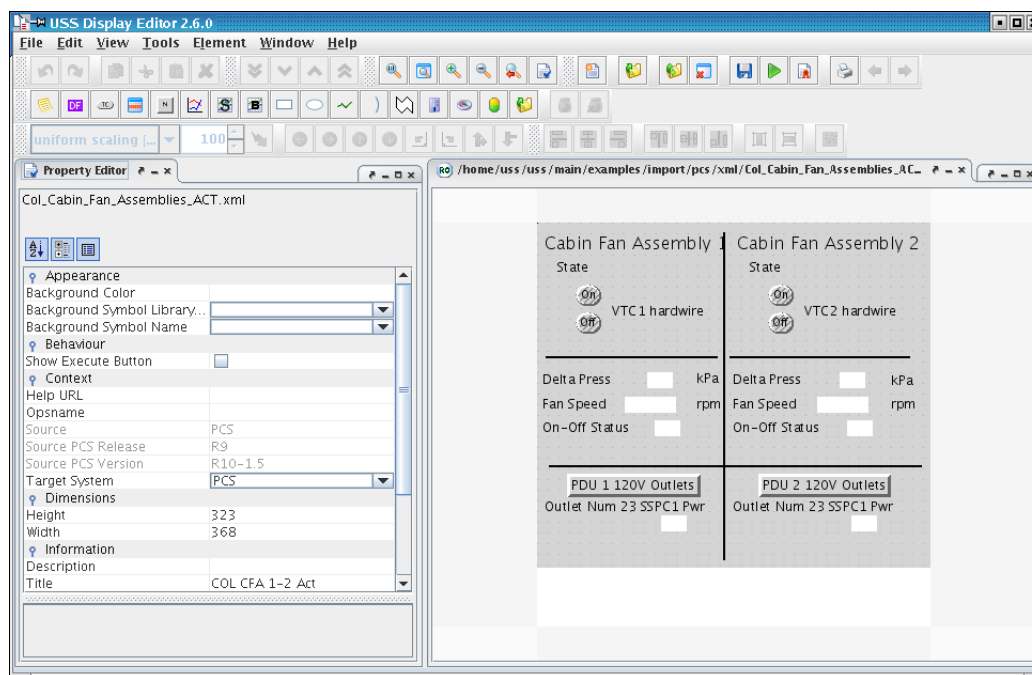 USS Display Editor 2.6.0
File Edit View Tools Element Window Help
DF TC N S B
uniform scaling [... 100
Property Editor
RO /home/uss/uss/main/examples/import/pcs/xml/Col_Cabin_Fan_Assemblies_AC...
Col_Cabin_Fan_Assemblies_ACT.xml
Appearance
Background Color
Background Symbol Library...
Background Symbol Name
Behaviour
Show Execute Button
Context
Help URL
Opsname
Source PCS
Source PCS Release R9
Source PCS Version R10-1.5
Target System PCS
Dimensions
Height 323
Width 368
Information
Description
Title COL CFA 1-2 Act
Cabin Fan Assembly 1 Cabin Fan Assembly 2
State State
On On
VTC1 hardwire VTC2 hardwire
Off Off
Delta Press kPa Delta Press kPa
Fan Speed rpm Fan Speed rpm
On-Off Status On-Off Status
PDU 1 120V Outlets PDU 2 120V Outlets
Outlet Num 23 SSPC1 Pwr Outlet Num 23 SSPC1 Pwr